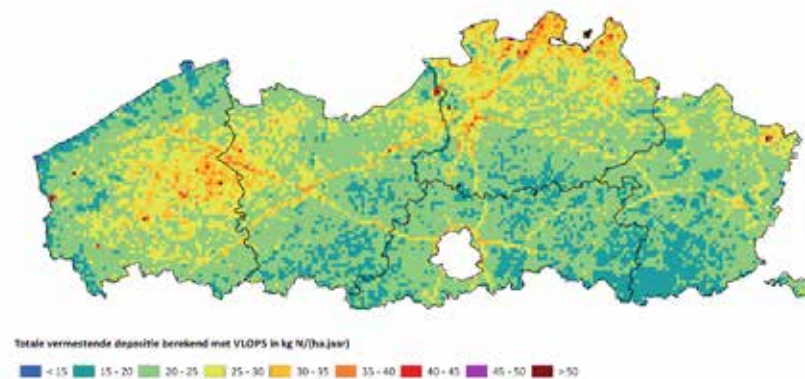 Totale vermestende depositie berekend met VLOPS in kg N/(ha.jaar)
< 15 15 - 20 20 - 25 25 - 30 30 - 35 35 - 40 40 - 45 45 - 50 > 50